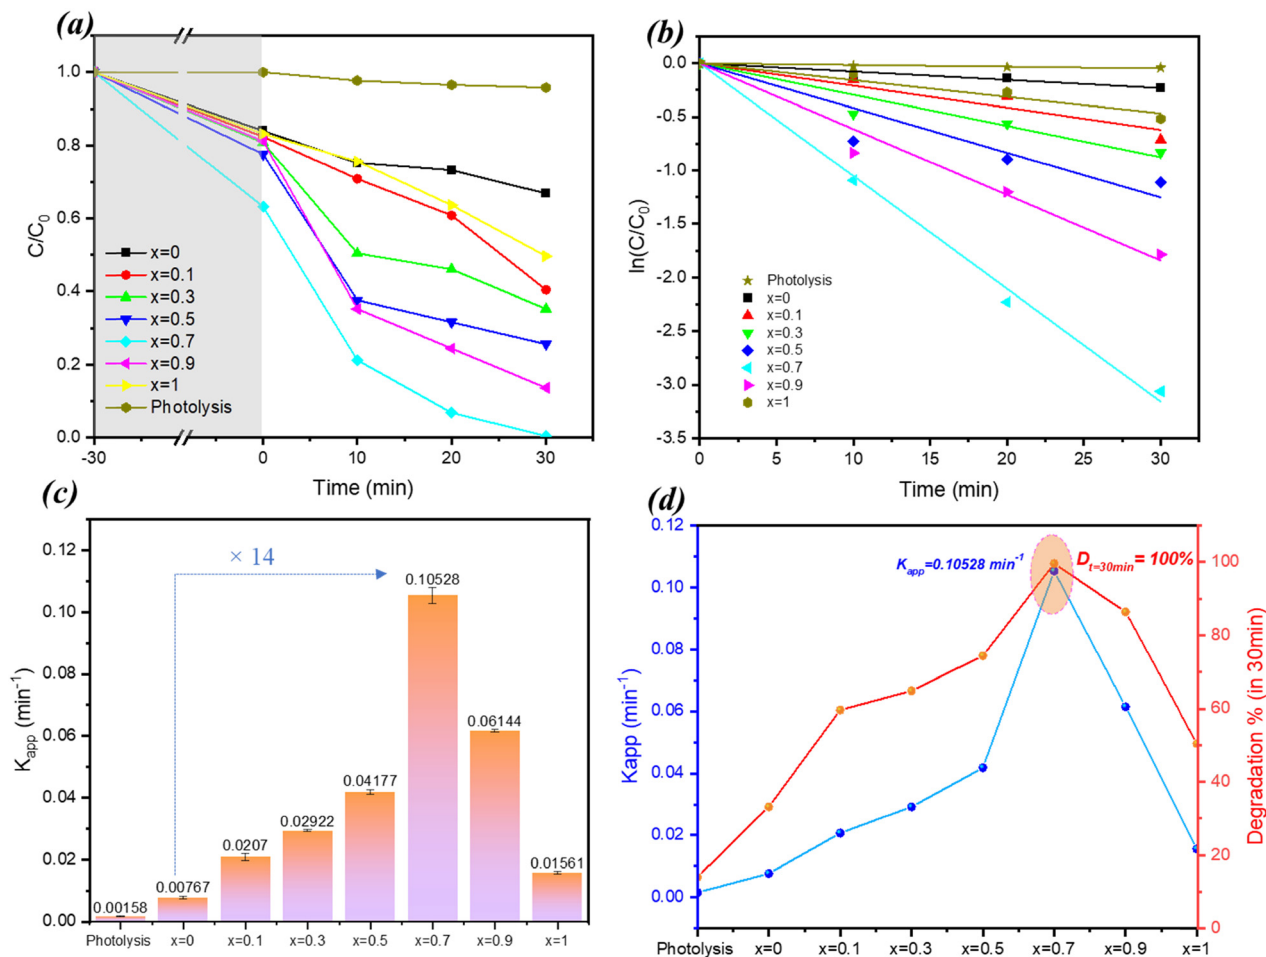 (a)
C/C0
1.0
0.8
0.6
0.4
0.2
0.0
x=0
x=0.1
x=0.3
x=0.5
x=0.7
x=0.9
x=1
Photolysis
-30
0
10
20
30
Time (min)
(b)
ln(C/C0)
0.0
-0.5
-1.0
-1.5
-2.0
-2.5
-3.0
-3.5
Photolysis
x=0
x=0.1
x=0.3
x=0.5
x=0.7
x=0.9
x=1
0
5
10
15
20
25
30
Time (min)
(c)
Kapp (min-1)
0.12
0.10
0.08
0.06
0.04
0.02
0.00
× 14
0.00158
0.00767
0.0207
0.02922
0.04177
0.10528
0.06144
0.01561
Photolysis
x=0
x=0.1
x=0.3
x=0.5
x=0.7
x=0.9
x=1
(d)
Kapp (min-1)
0.12
0.10
0.08
0.06
0.04
0.02
0.00
Kapp=0.10528 min-1
Dt=30min = 100%
100
80
60
40
20
0
Degradation % (in 30min)
Photolysis
x=0
x=0.1
x=0.3
x=0.5
x=0.7
x=0.9
x=1